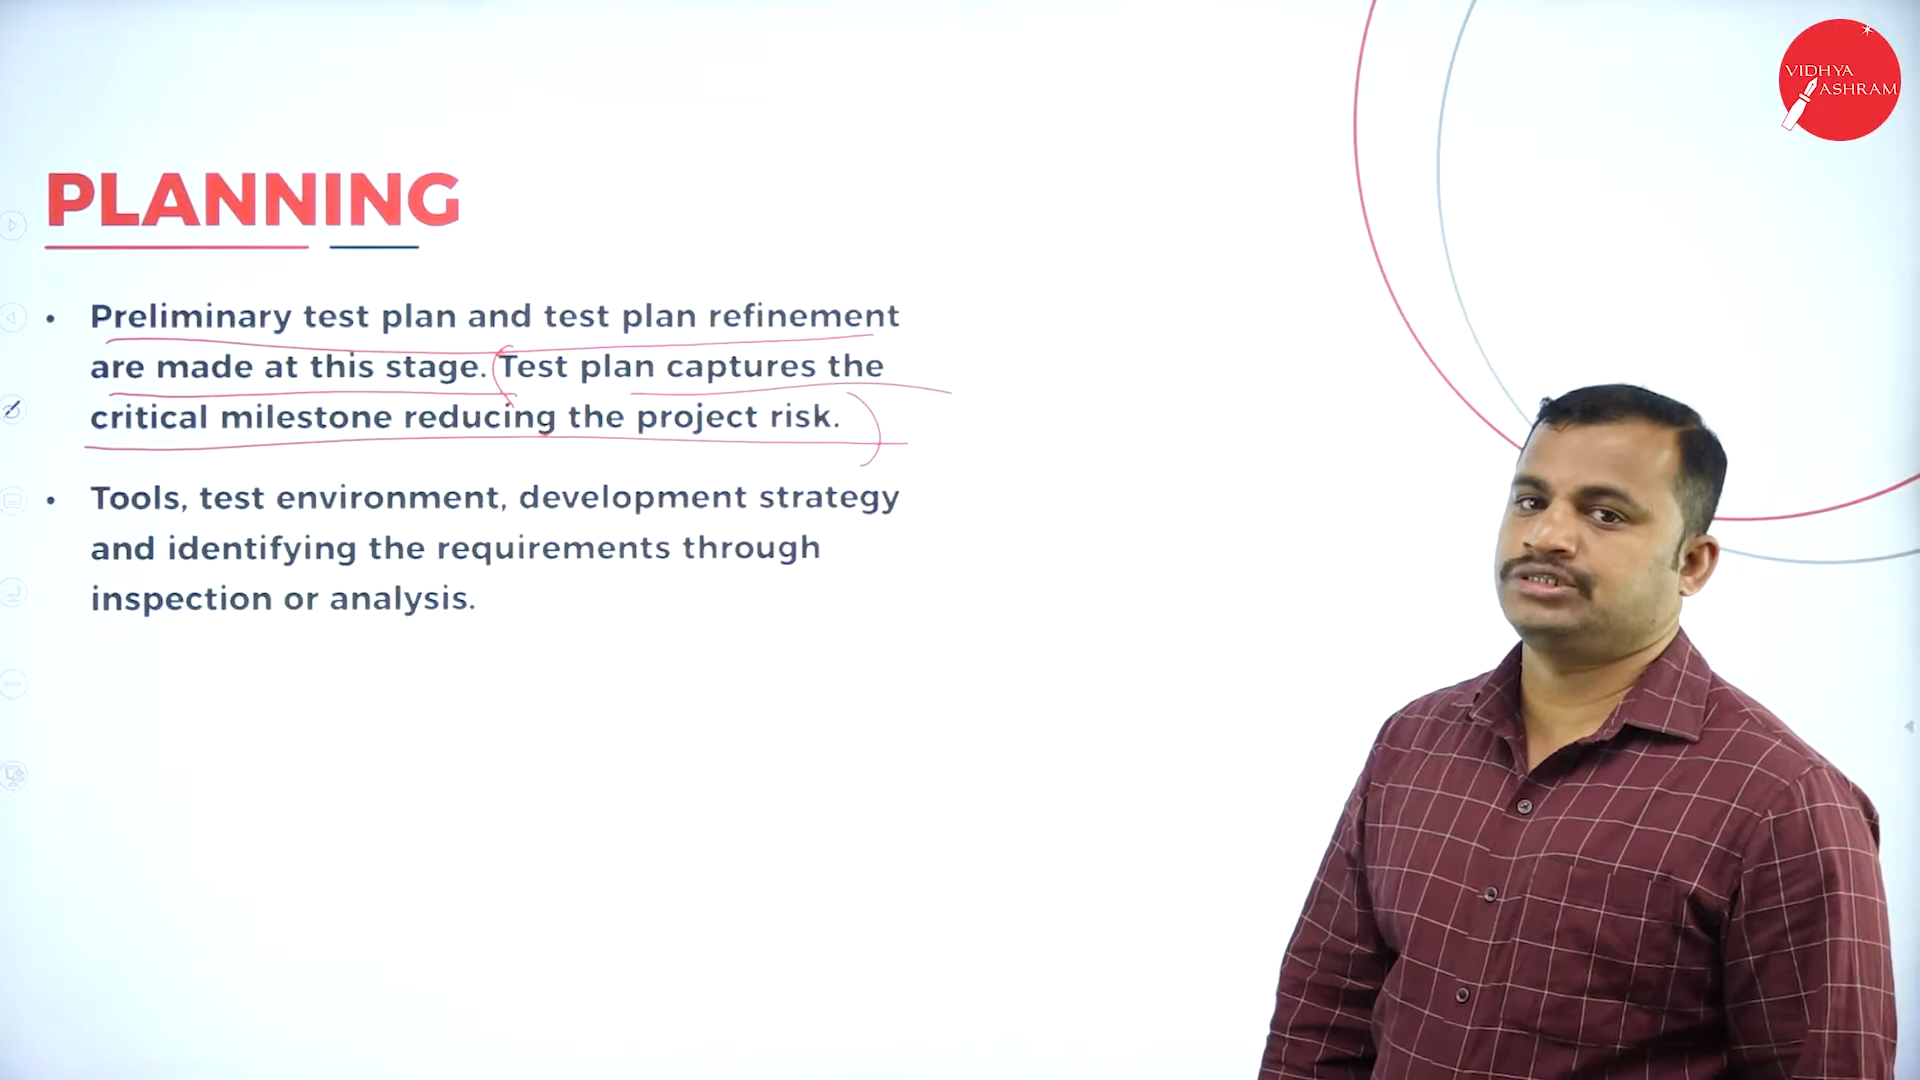 VIDHYA
ASHRAM
PLANNING
• Preliminary test plan and test plan refinement
are made at this stage. Test plan captures the
critical milestone reducing the project risk.
• Tools, test environment, development strategy
and identifying the requirements through
inspection or analysis.